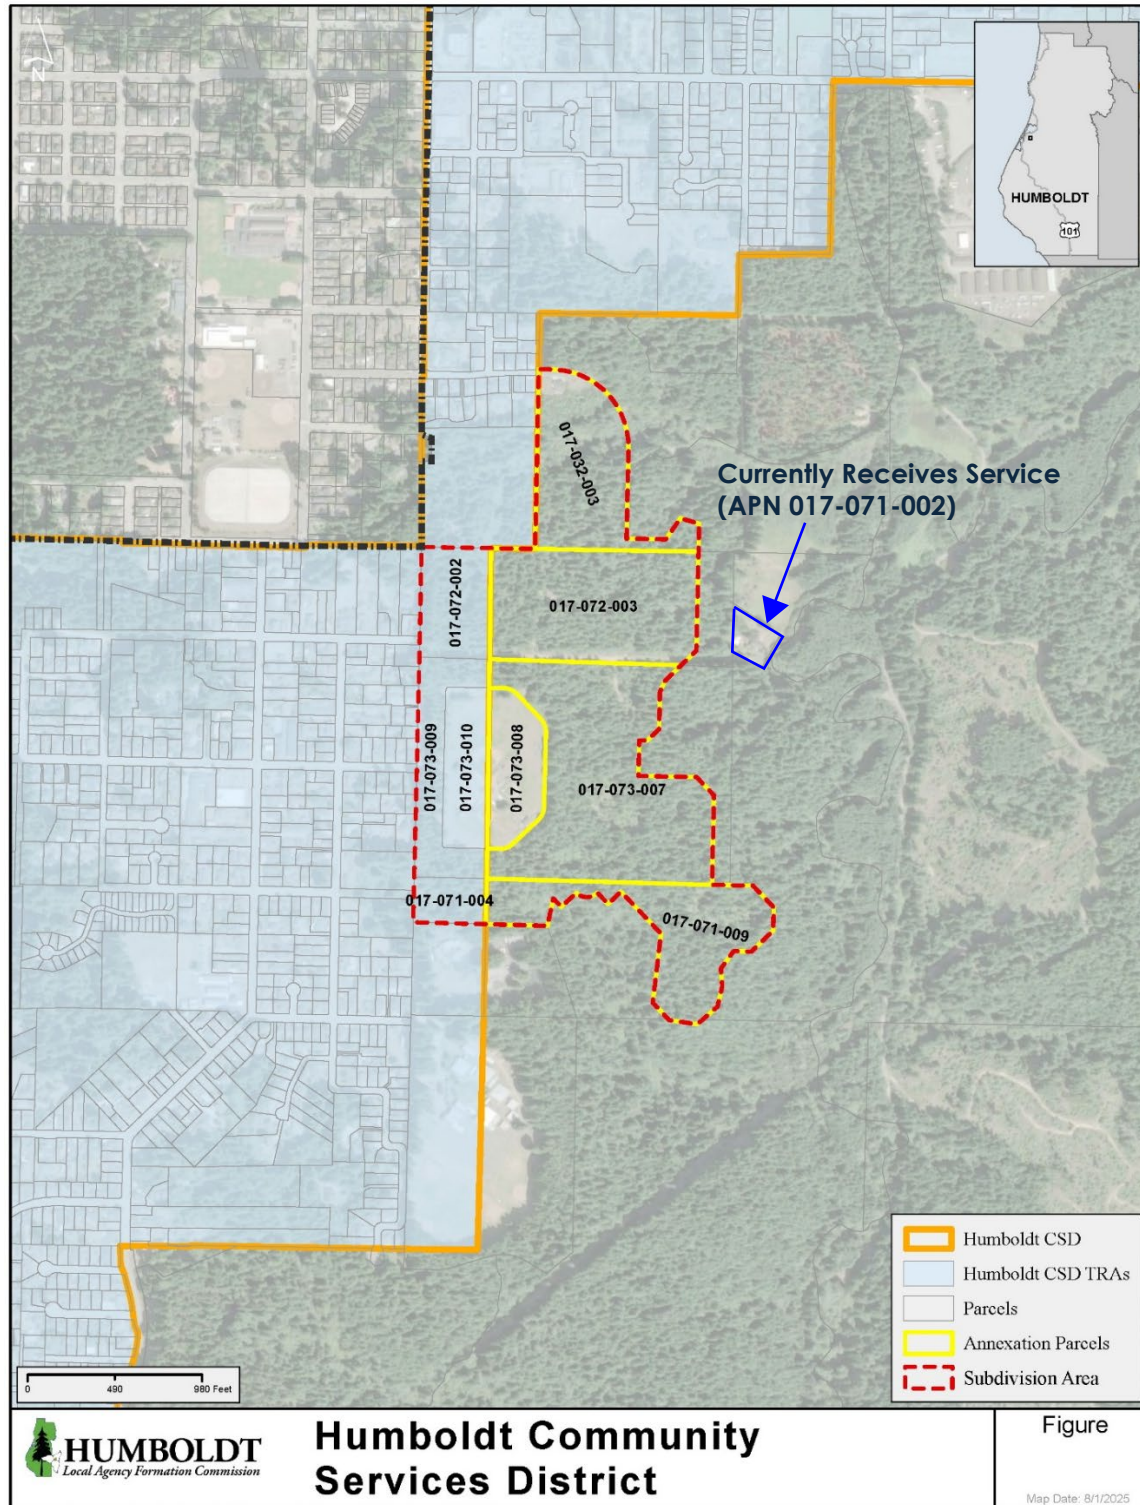 N
HUMBOLDT
101
017-032-003
Currently Receives Service
(APN 017-071-002)
017-072-002
017-072-003
017-073-009
017-073-010
017-073-008
017-073-007
017-071-004
017-071-009
Humboldt CSD
Humboldt CSD TRAs
Parcels
Annexation Parcels
Subdivision Area
0 490 980 Feet
HUMBOLDT
Local Agency Formation Commission
Humboldt Community
Services District
Figure
Map Date: 8/1/2025